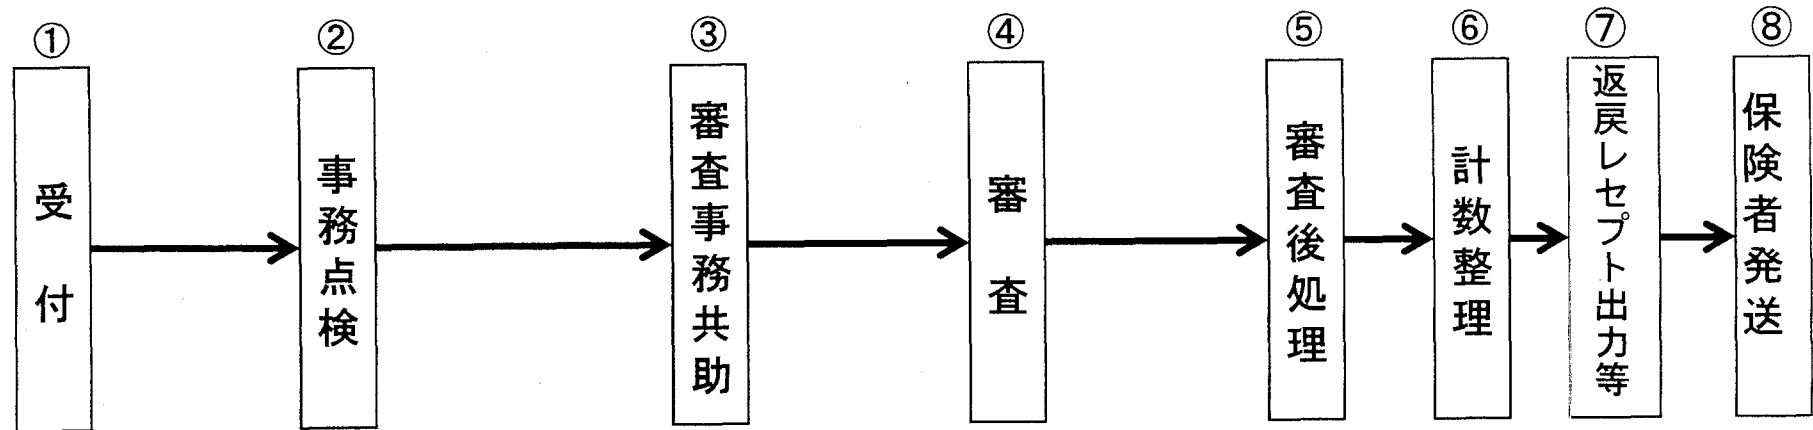 ①
受付
②
事務点検
③
審査事務共助
④
審査
⑤
審査後処理
⑥
計数整理
⑦
返戻レセプト出力等
⑧
保険者発送